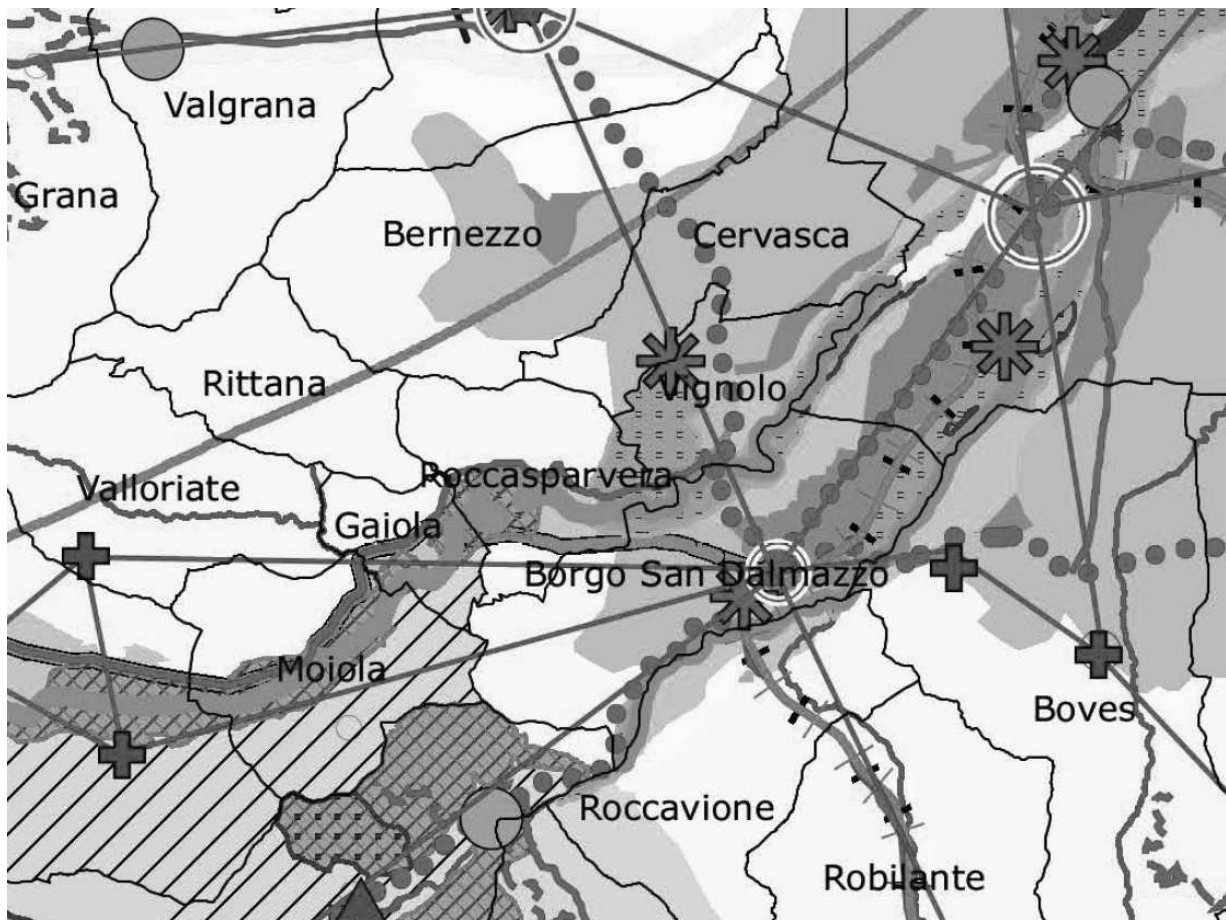 Valgrana
Grana
Bernezzo
Cervasca
Rittana
Vignolo
Valloriate
Roccasparvera
Gaiola
Borgo San Dalmazzo
Moiola
Boves
Roccavione
Robilante